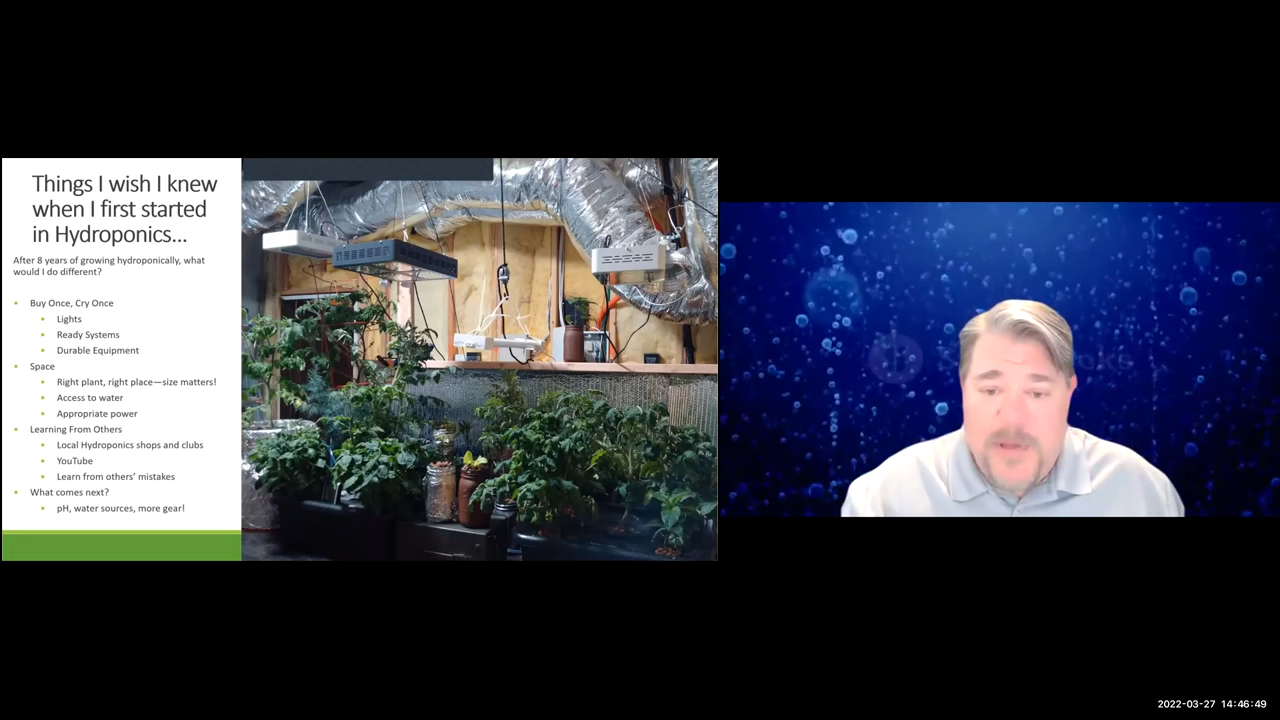 Things I wish I knew
when I first started
in Hydroponics...
After 8 years of growing hydroponically, what
would I do different?
Buy Once, Cry Once
Lights
Ready Systems
Durable Equipment
Space
Right plant, right place—size matters!
Access to water
Appropriate power
Learning From Others
Local Hydroponics shops and clubs
YouTube
Learn from others’ mistakes
What comes next?
pH, water sources, more gear!
2022-03-27 14:46:49